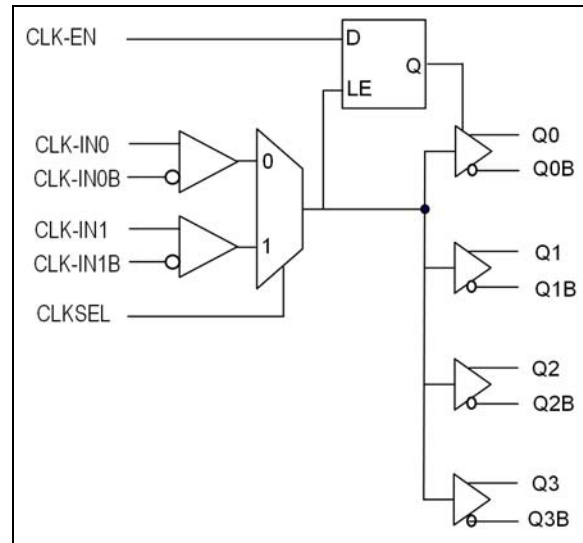 CLK-EN
D
Q
LE
CLK-IN0
CLK-IN0B
0
CLK-IN1
CLK-IN1B
1
CLKSEL
Q0
Q0B
Q1
Q1B
Q2
Q2B
Q3
Q3B